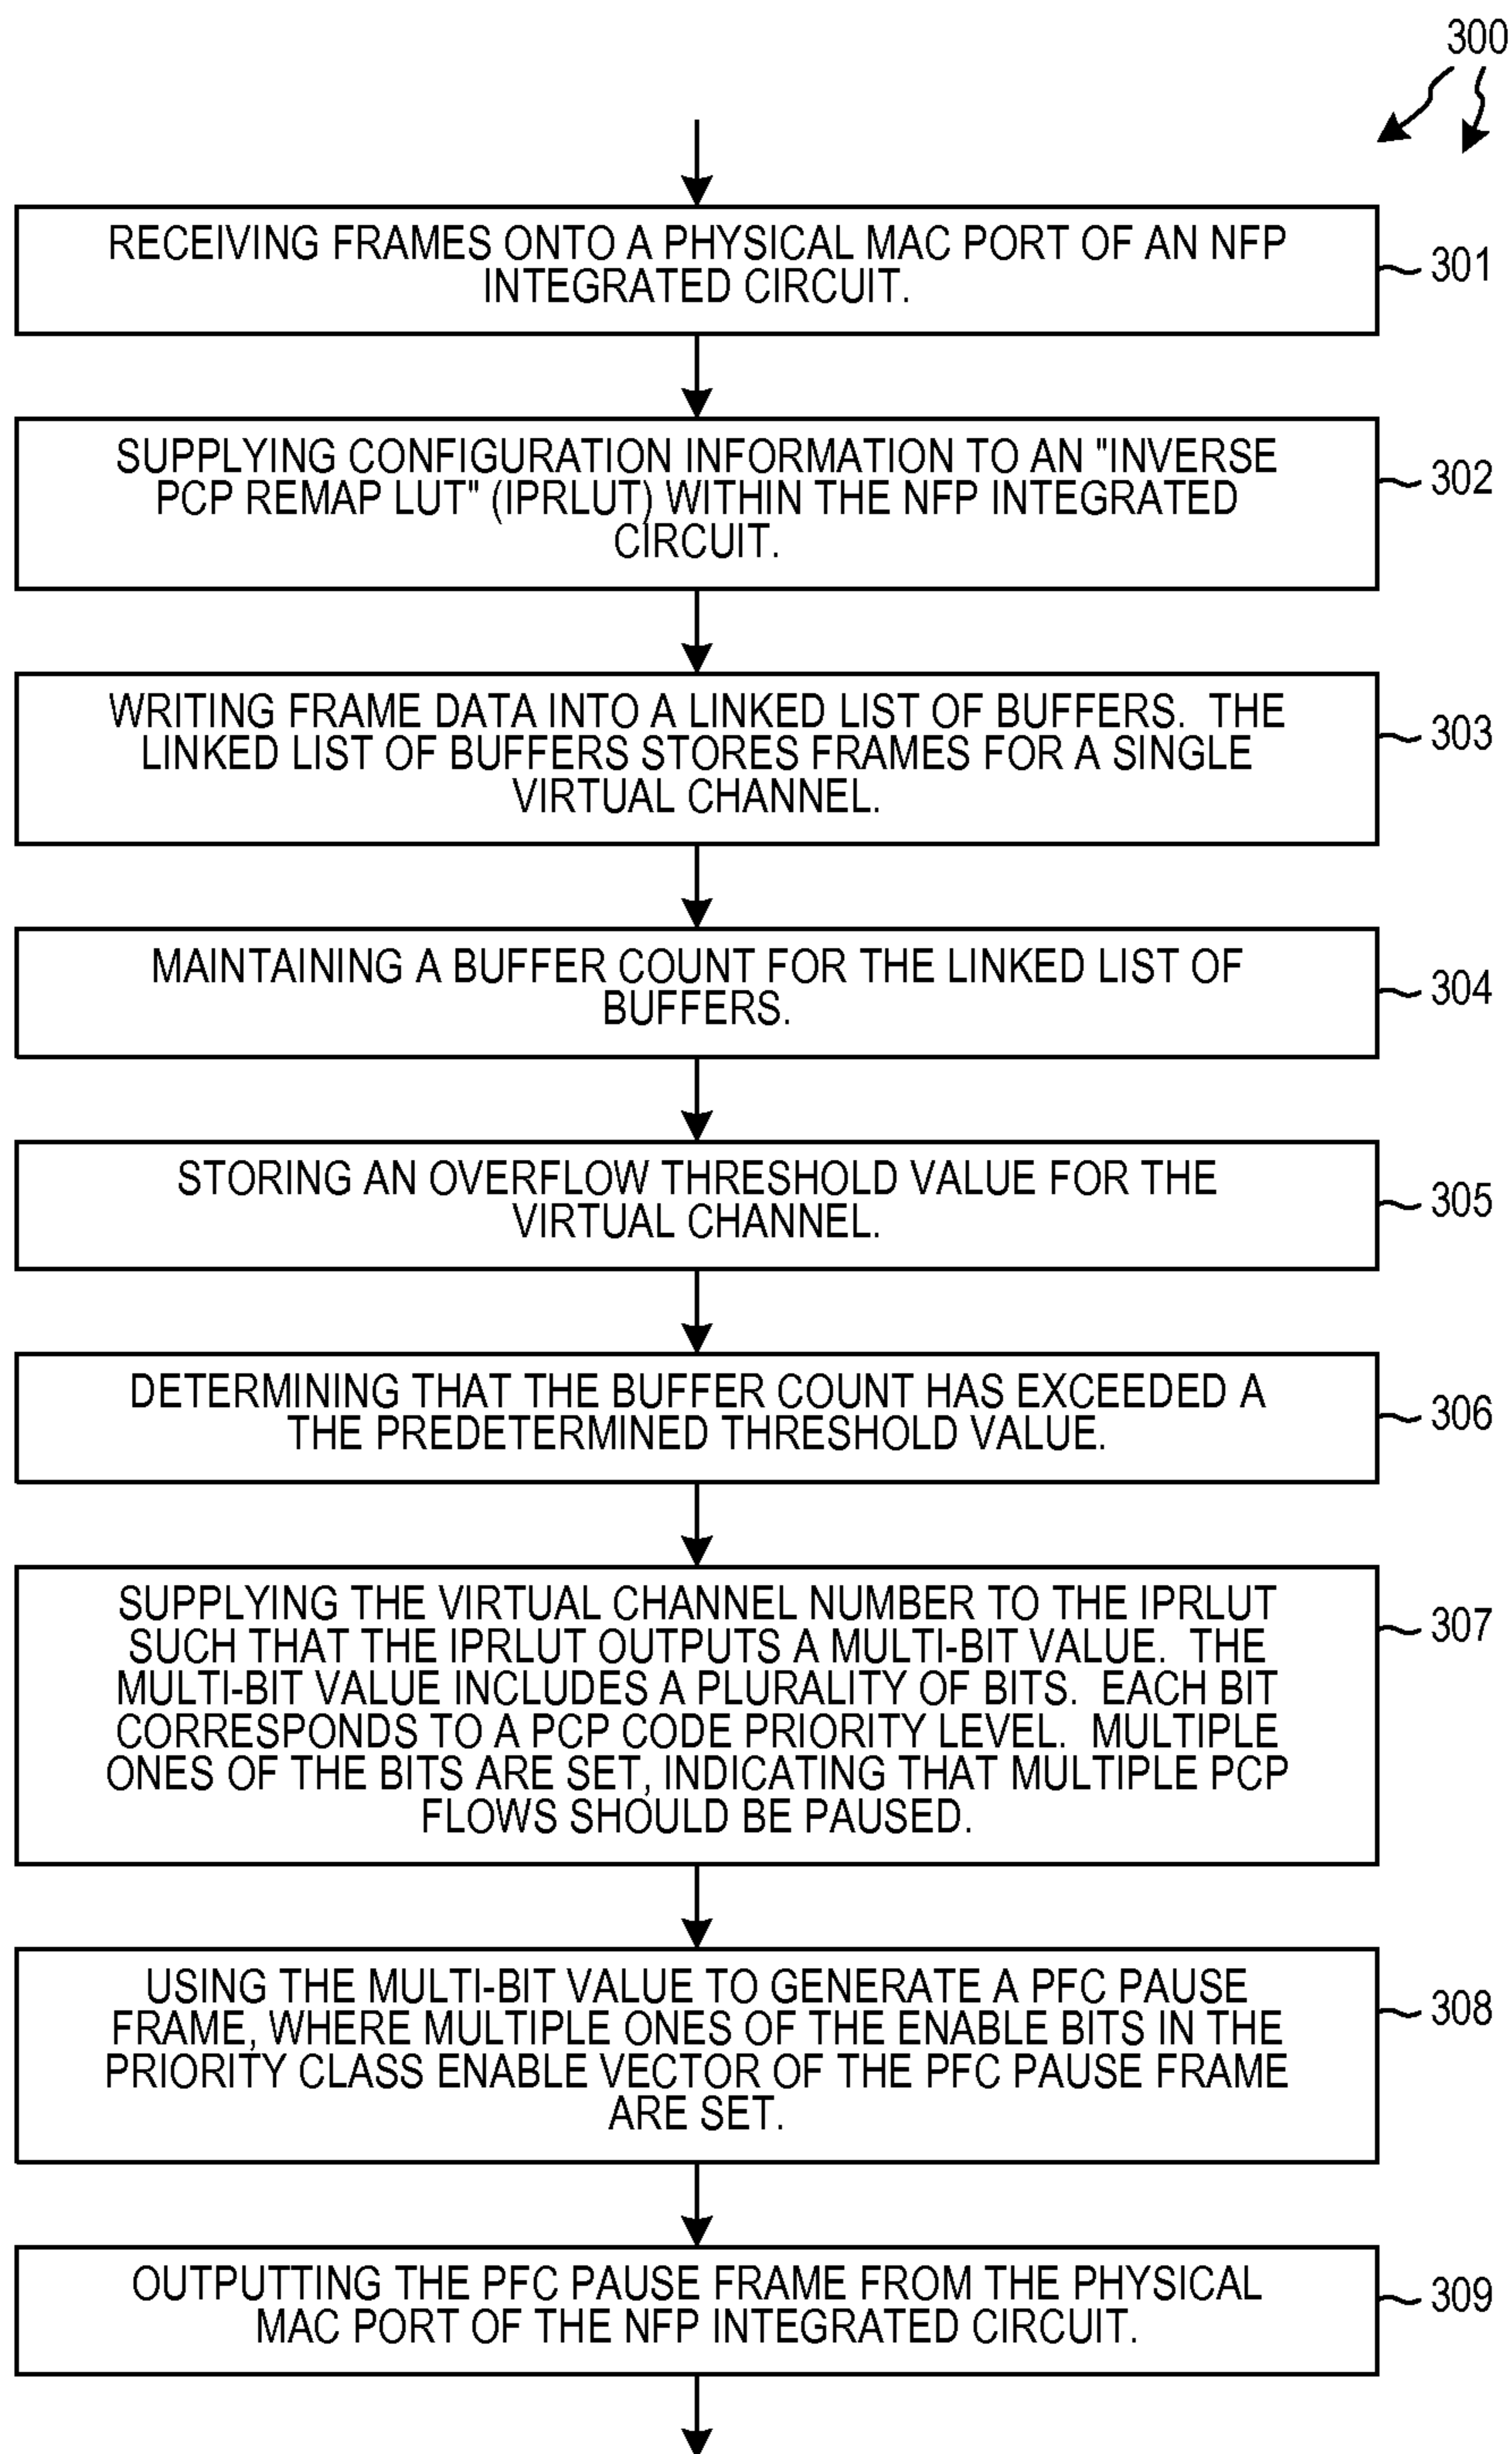 300
RECEIVING FRAMES ONTO A PHYSICAL MAC PORT OF AN NFP
INTEGRATED CIRCUIT.
301
SUPPLYING CONFIGURATION INFORMATION TO AN "INVERSE
PCP REMAP LUT" (IPRLUT) WITHIN THE NFP INTEGRATED
CIRCUIT.
302
WRITING FRAME DATA INTO A LINKED LIST OF BUFFERS. THE
LINKED LIST OF BUFFERS STORES FRAMES FOR A SINGLE
VIRTUAL CHANNEL.
303
MAINTAINING A BUFFER COUNT FOR THE LINKED LIST OF
BUFFERS.
304
STORING AN OVERFLOW THRESHOLD VALUE FOR THE
VIRTUAL CHANNEL.
305
DETERMINING THAT THE BUFFER COUNT HAS EXCEEDED A
THE PREDETERMINED THRESHOLD VALUE.
306
SUPPLYING THE VIRTUAL CHANNEL NUMBER TO THE IPRLUT
SUCH THAT THE IPRLUT OUTPUTS A MULTI-BIT VALUE. THE
MULTI-BIT VALUE INCLUDES A PLURALITY OF BITS. EACH BIT
CORRESPONDS TO A PCP CODE PRIORITY LEVEL. MULTIPLE
ONES OF THE BITS ARE SET, INDICATING THAT MULTIPLE PCP
FLOWS SHOULD BE PAUSED.
307
USING THE MULTI-BIT VALUE TO GENERATE A PFC PAUSE
FRAME, WHERE MULTIPLE ONES OF THE ENABLE BITS IN THE
PRIORITY CLASS ENABLE VECTOR OF THE PFC PAUSE FRAME
ARE SET.
308
OUTPUTTING THE PFC PAUSE FRAME FROM THE PHYSICAL
MAC PORT OF THE NFP INTEGRATED CIRCUIT.
309